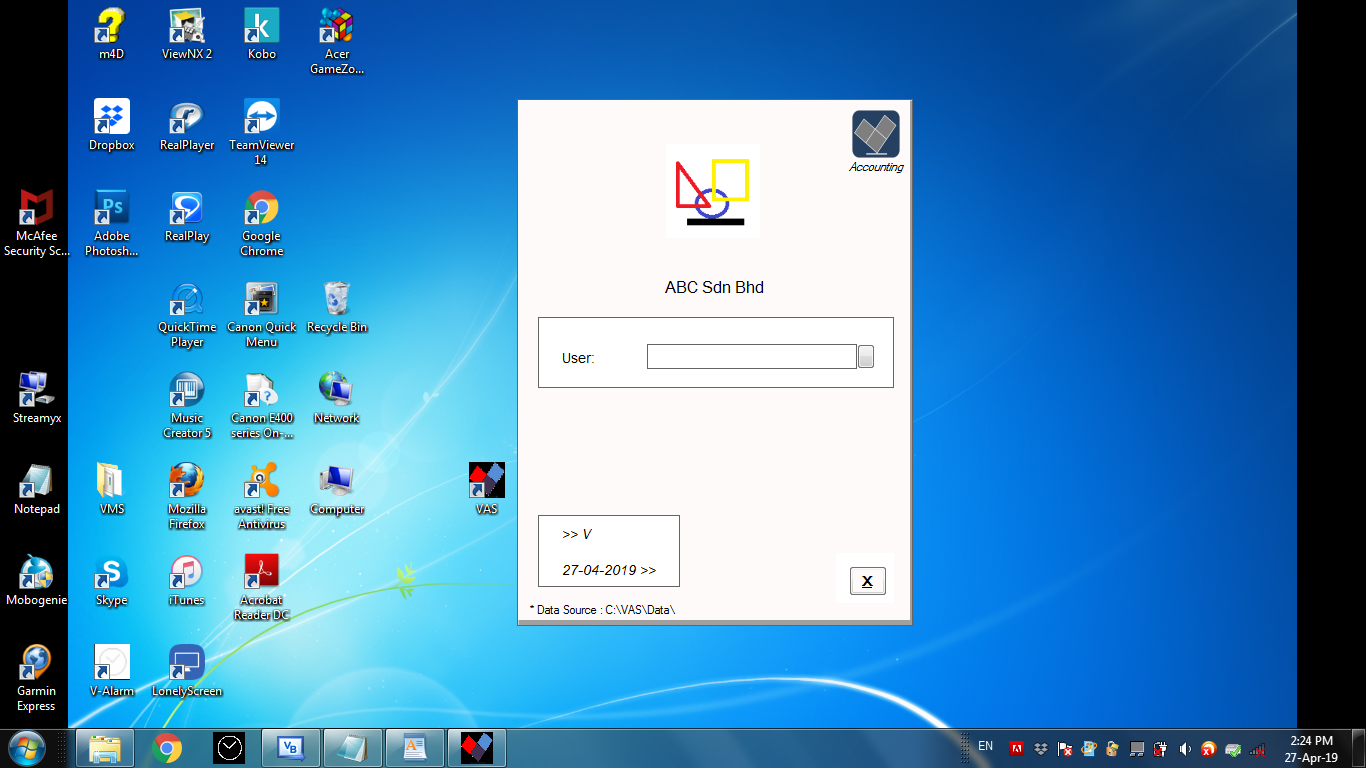 m4D
ViewNX 2
Kobo
Acer
GameZo...
Dropbox
RealPlayer
TeamViewer
14
McAfee
Security Sc...
Adobe
Photosh...
RealPlay
Google
Chrome
QuickTime
Player
Canon Quick
Menu
Recycle Bin
Streamyx
Music
Creator 5
Canon E400
series On-...
Network
Notepad
VMS
Mozilla
Firefox
avast! Free
Antivirus
Computer
VAS
Mobogenie
Skype
iTunes
Acrobat
Reader DC
Garmin
Express
V-Alarm
LonelyScreen
Accounting
ABC Sdn Bhd
User:
>> V
27-04-2019 >>
X
* Data Source : C:\VAS\Data\
EN
2:24 PM
27-Apr-19